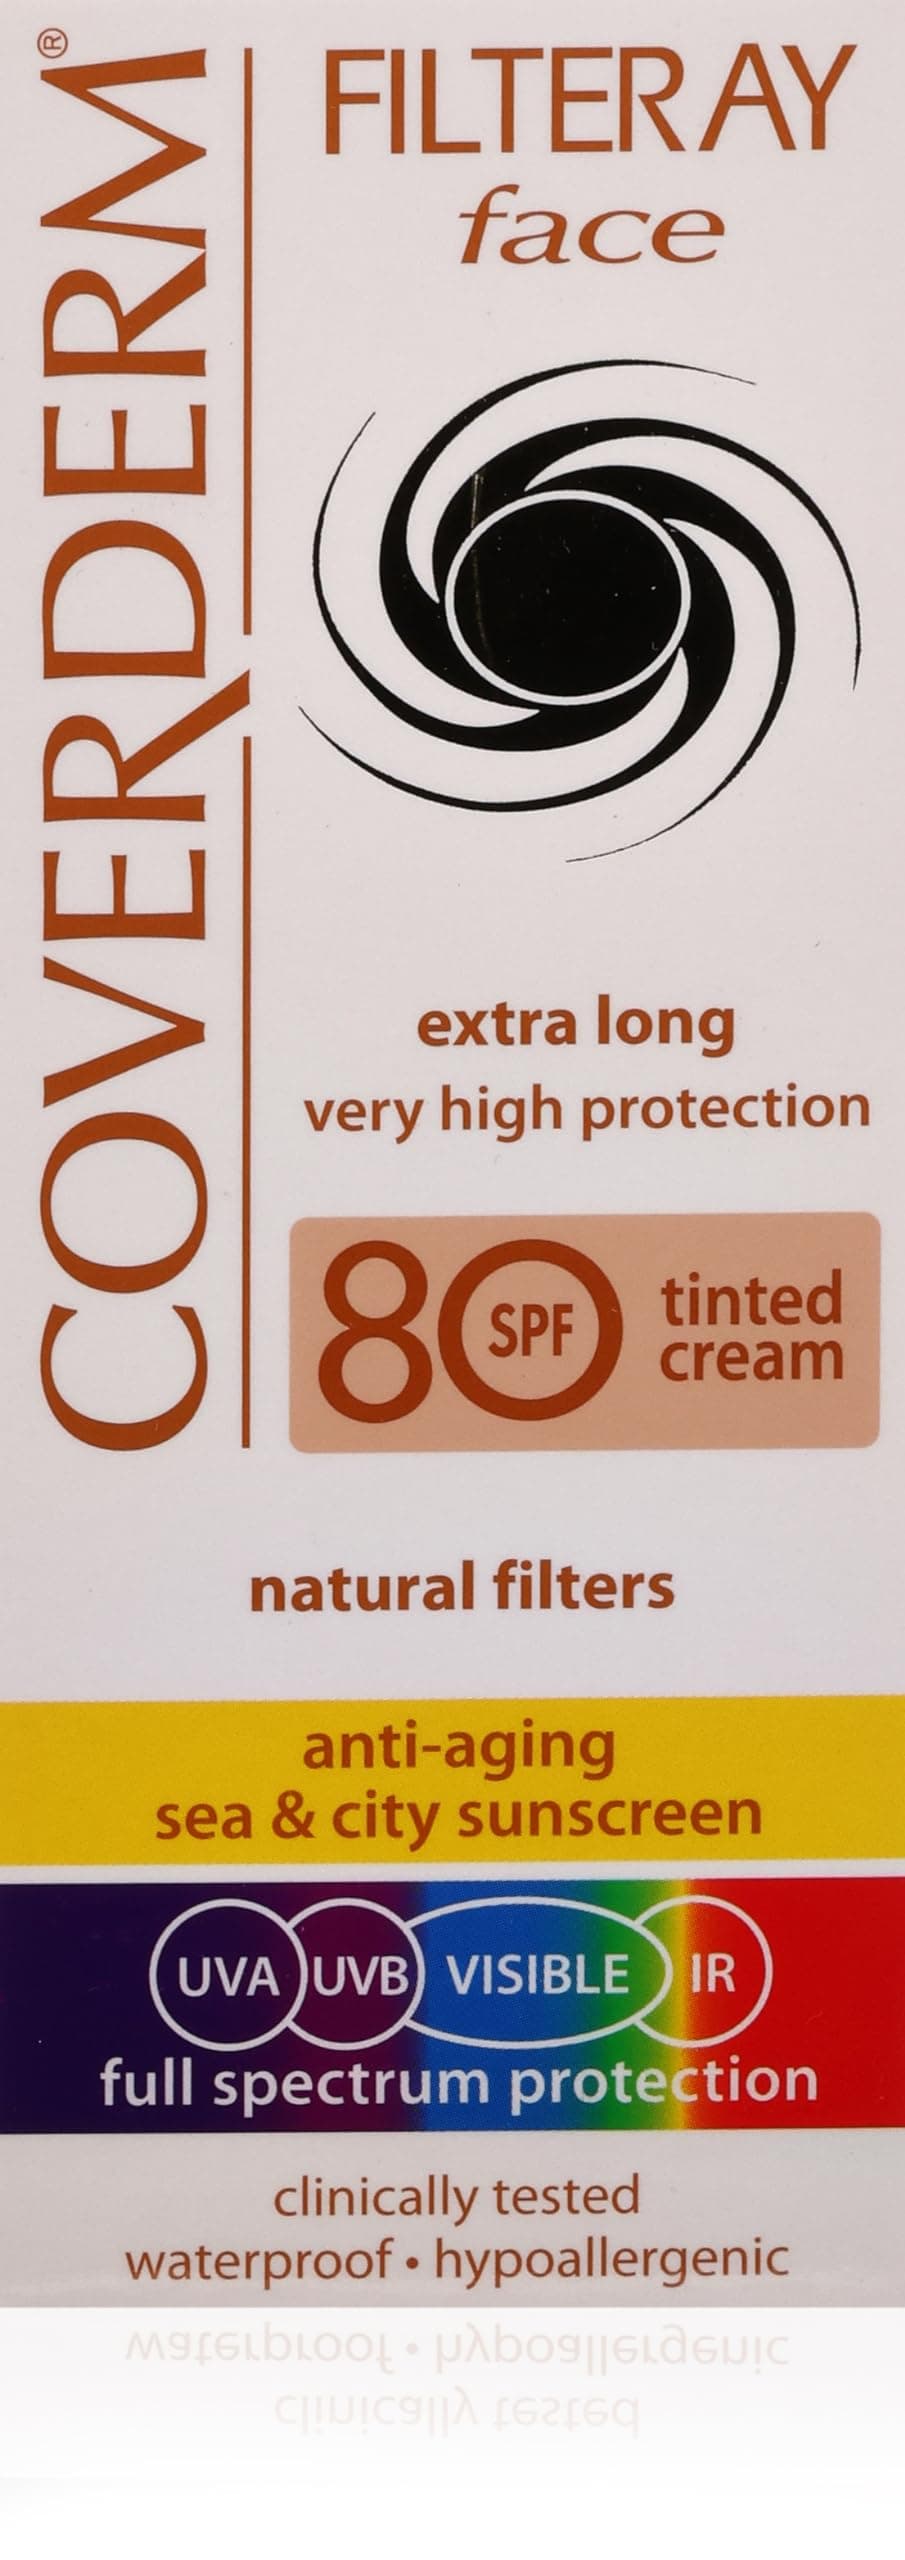 COVERDERM®
FILTERAY
face
extra long
very high protection
80 SPF
tinted
cream
natural filters
anti-aging
sea & city sunscreen
UVA UVB VISIBLE IR
full spectrum protection
clinically tested
waterproof • hypoallergenic